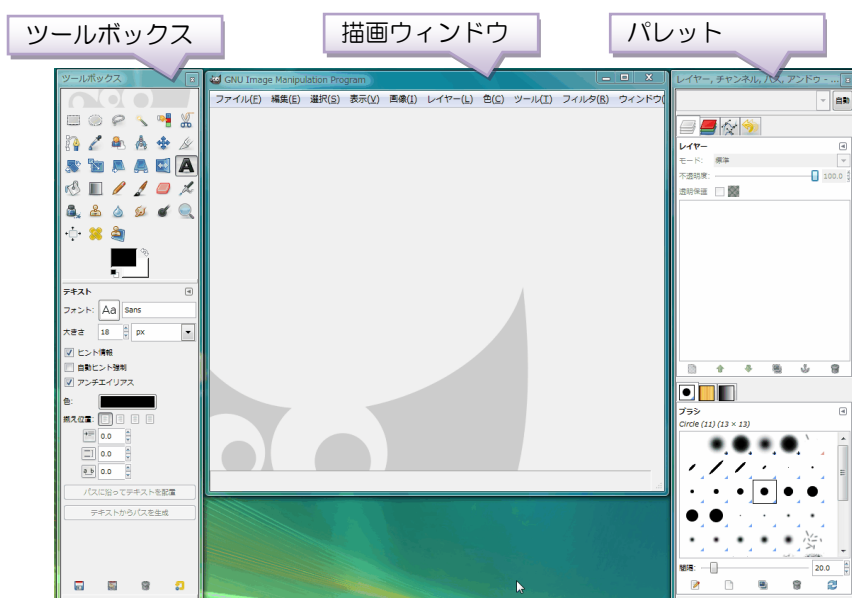 ツールボックス
描画ウィンドウ
パレット
ツールボックス
GNU Image Manipulation Program
レイヤー, チャンネル, パス, アンドゥ - ...
ファイル(F) 編集(E) 選択(S) 表示(V) 画像(I) レイヤー(L) 色(C) ツール(T) フィルタ(R) ウィンドウ(
自動
レイヤー
モード: 標準
不透明度: 100.0
透明保護
テキスト
フォント: Aa Sans
大きさ 18 px
ヒント情報
自動ヒント強制
アンチエイリアス
色:
揃え位置:
0.0
0.0
a b 0.0
パスに沿ってテキストを配置
テキストからパスを生成
ブラシ
Circle (11) (13 × 13)
間隔: 20.0